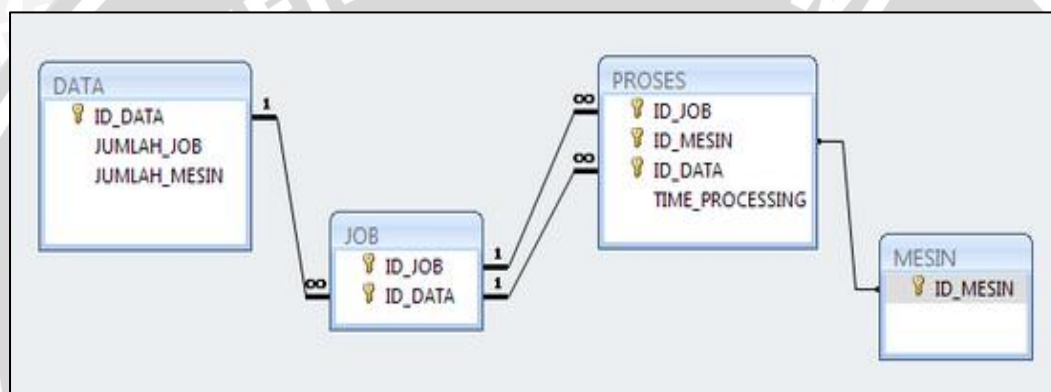 DATA
ID_DATA
JUMLAH_JOB
JUMLAH_MESIN
1
∞
JOB
ID_JOB
ID_DATA
1
1
∞
∞
PROSES
ID_JOB
ID_MESIN
ID_DATA
TIME_PROCESSING
MESIN
ID_MESIN